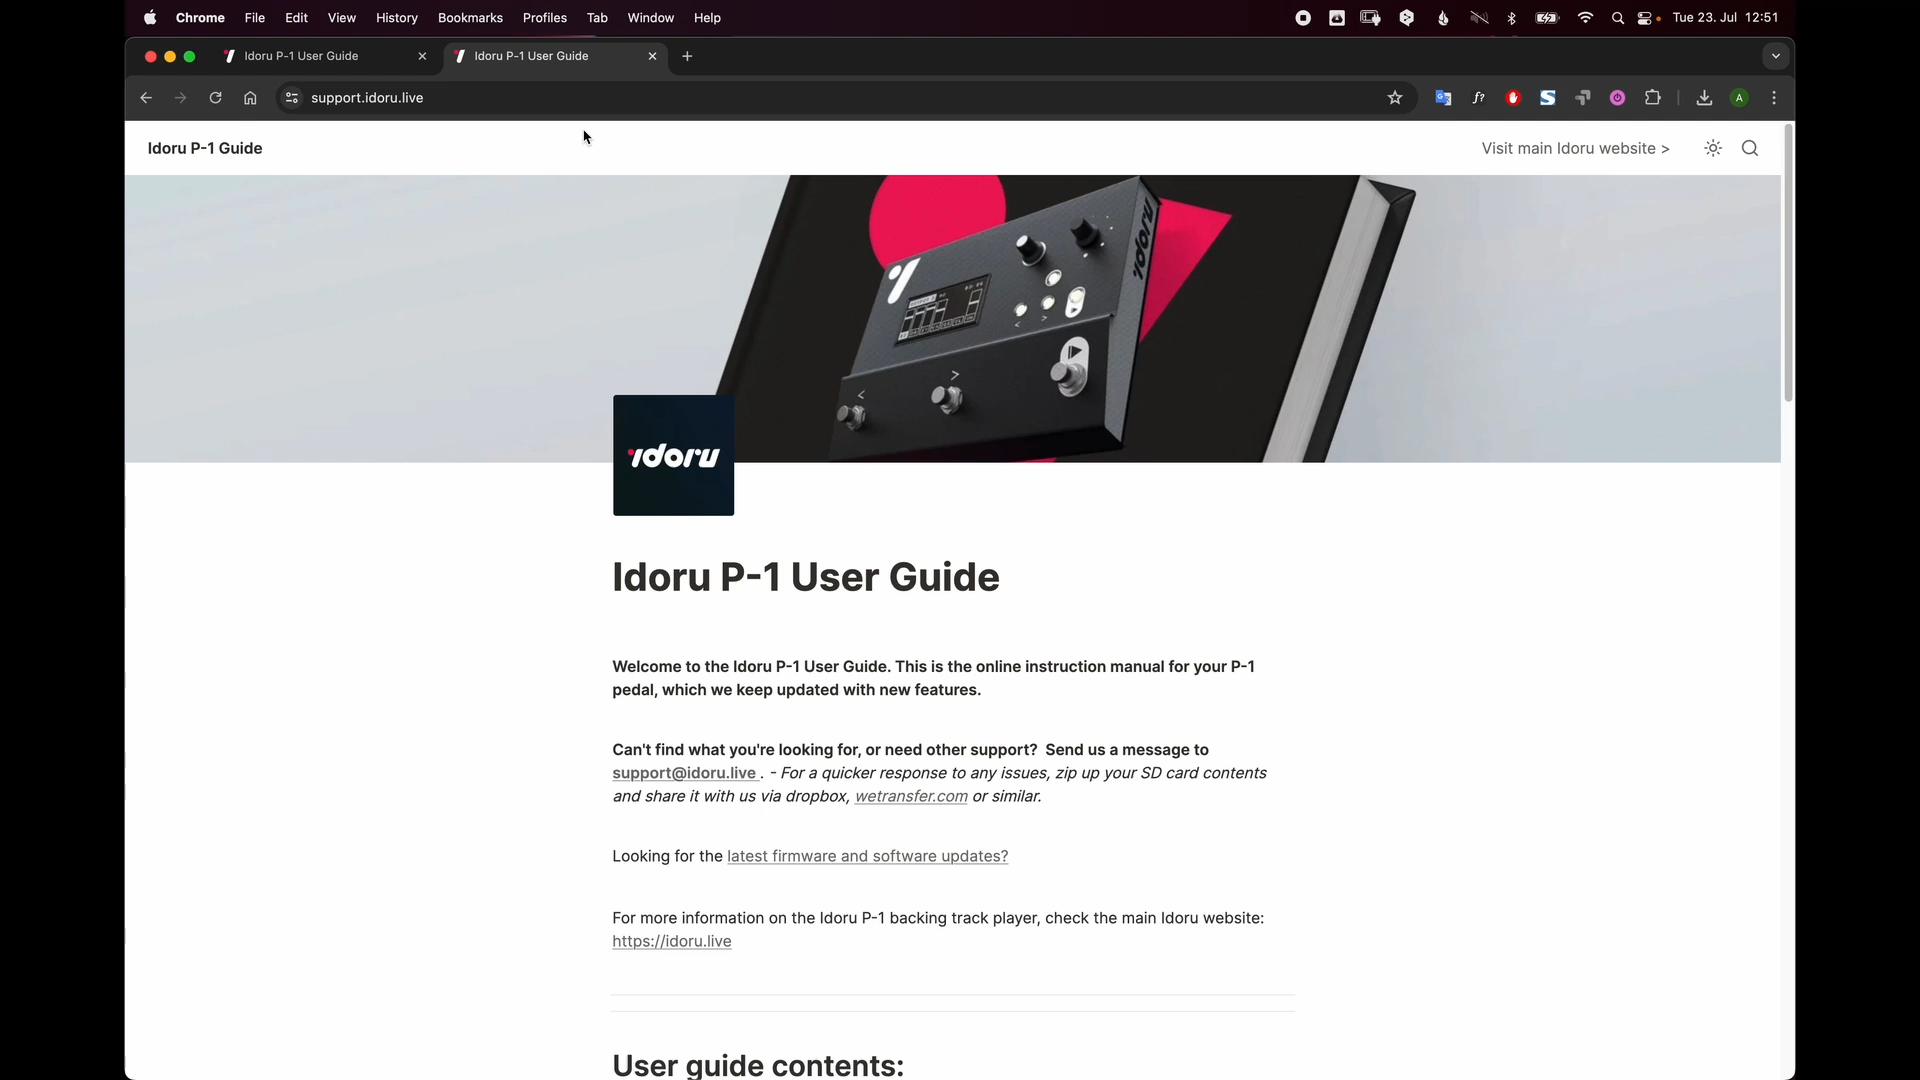 Chrome File Edit View History Bookmarks Profiles Tab Window Help Tue 23. Jul 12:51
Idoru P-1 User Guide Idoru P-1 User Guide
support.idoru.live
Idoru P-1 Guide
Visit main Idoru website >
idoru
idoru
Idoru P-1 User Guide
Welcome to the Idoru P-1 User Guide. This is the online instruction manual for your P-1
pedal, which we keep updated with new features.
Can't find what you're looking for, or need other support? Send us a message to
support@idoru.live . - For a quicker response to any issues, zip up your SD card contents
and share it with us via dropbox, wetransfer.com or similar.
Looking for the latest firmware and software updates?
For more information on the Idoru P-1 backing track player, check the main Idoru website:
https://idoru.live
User guide contents: